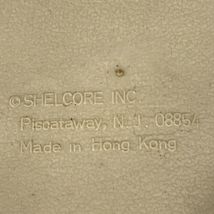 © SHELCORE INC.
Piscataway, N.J. 08854
Made in Hong Kong